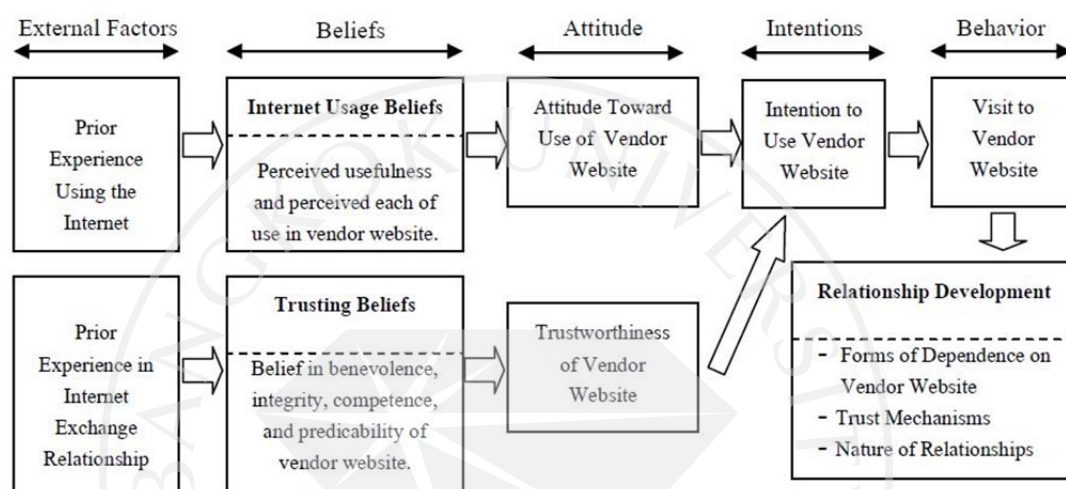 External Factors
Beliefs
Attitude
Intentions
Behavior
Prior
Experience
Using the
Internet
Internet Usage Beliefs
Perceived usefulness
and perceived each of
use in vendor website.
Attitude Toward
Use of Vendor
Website
Intention to
Use Vendor
Website
Visit to
Vendor
Website
Prior
Experience in
Internet
Exchange
Relationship
Trusting Beliefs
Belief in benevolence,
integrity, competence,
and predicability of
vendor website.
Trustworthiness
of Vendor
Website
Relationship Development
- Forms of Dependence on
Vendor Website
- Trust Mechanisms
- Nature of Relationships
BANGKOK UNIVERSIT